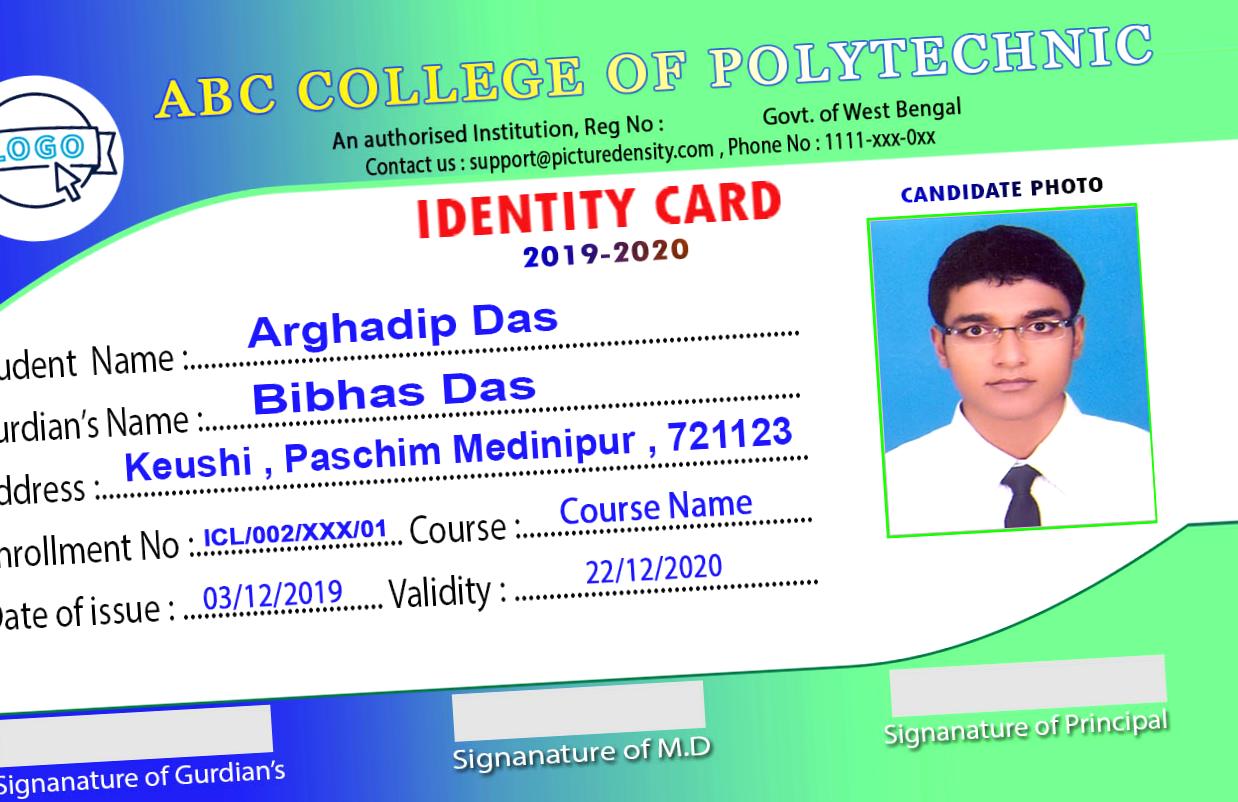 ABC COLLEGE OF POLYTECHNIC
An authorised Institution, Reg No : Govt. of West Bengal
Contact us : support@picturedensity.com , Phone No : 1111-xxx-0xx
LOGO
IDENTITY CARD
2019-2020
CANDIDATE PHOTO
udent Name :.......... Arghadip Das
urdian's Name :.......... Bibhas Das
ddress :.......... Keushi , Paschim Medinipur , 721123
nrollment No : ICL/002/XXX/01 Course :.......... Course Name
Date of issue : 03/12/2019 Validity : .......... 22/12/2020
Signanature of Gurdian's
Signanature of M.D
Signanature of Principal